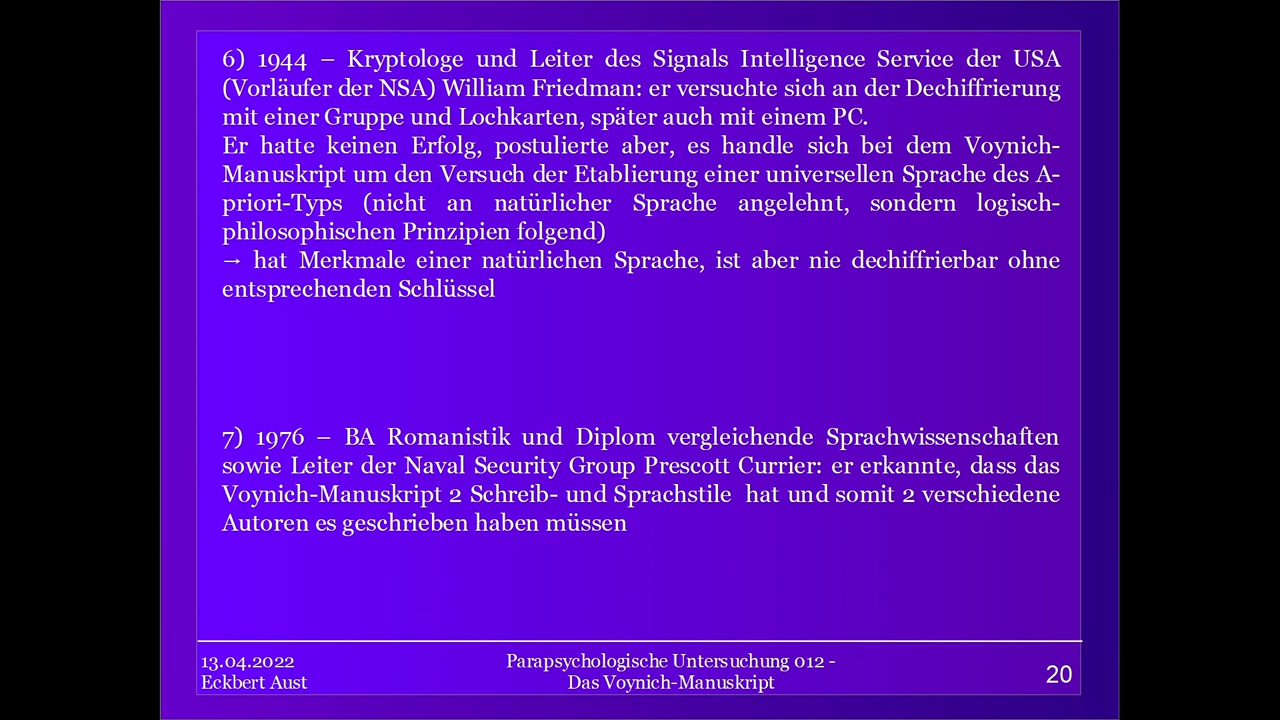 6) 1944 – Kryptologe und Leiter des Signals Intelligence Service der USA
(Vorläufer der NSA) William Friedman: er versuchte sich an der Dechiffrierung
mit einer Gruppe und Lochkarten, später auch mit einem PC.
Er hatte keinen Erfolg, postulierte aber, es handle sich bei dem Voynich-
Manuskript um den Versuch der Etablierung einer universellen Sprache des A-
priori-Typs (nicht an natürlicher Sprache angelehnt, sondern logisch-
philosophischen Prinzipien folgend)
→ hat Merkmale einer natürlichen Sprache, ist aber nie dechiffrierbar ohne
entsprechenden Schlüssel
7) 1976 – BA Romanistik und Diplom vergleichende Sprachwissenschaften
sowie Leiter der Naval Security Group Prescott Currier: er erkannte, dass das
Voynich-Manuskript 2 Schreib- und Sprachstile hat und somit 2 verschiedene
Autoren es geschrieben haben müssen
13.04.2022
Eckbert Aust
Parapsychologische Untersuchung 012 -
Das Voynich-Manuskript
20